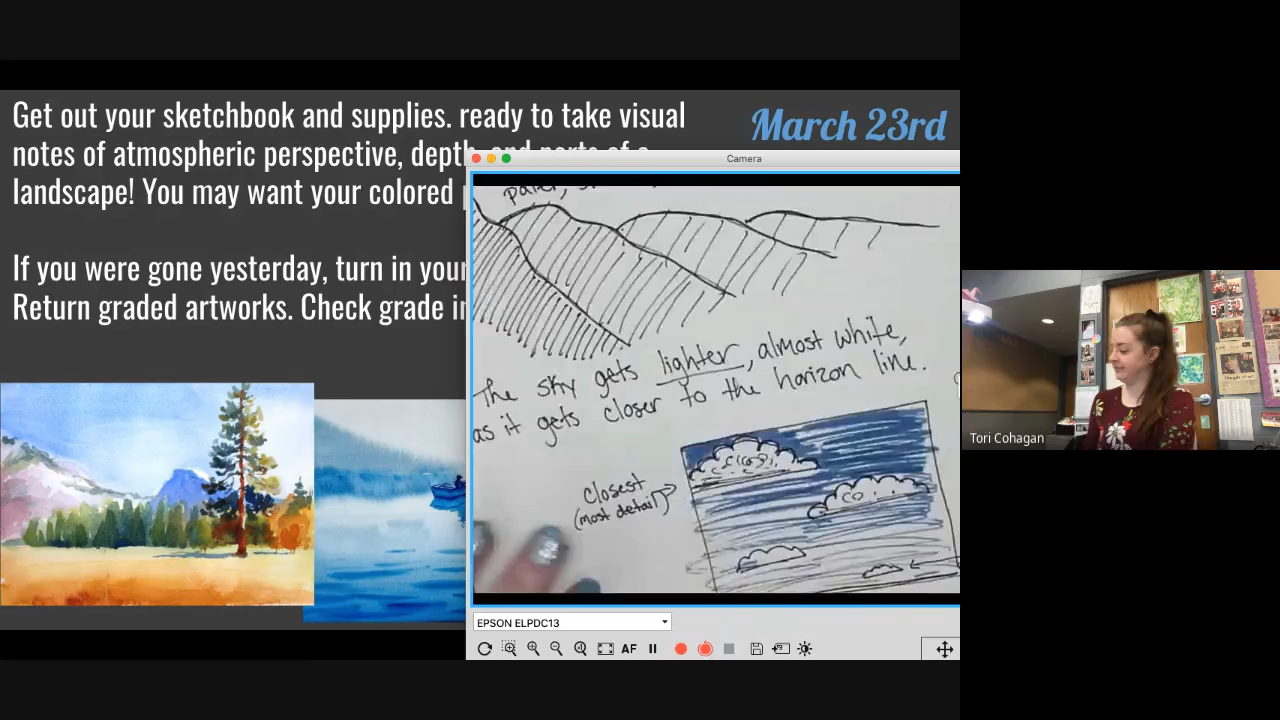 Get out your sketchbook and supplies. ready to take visual
notes of atmospheric perspective, depth, and parts of a
landscape! You may want your colored
If you were gone yesterday, turn in your
Return graded artworks. Check grade in
March 23rd
Camera
The sky gets lighter, almost white,
as it gets closer to the horizon line.
closest
(most detail)
EPSON ELPDC13
AF
Tori Cohagan